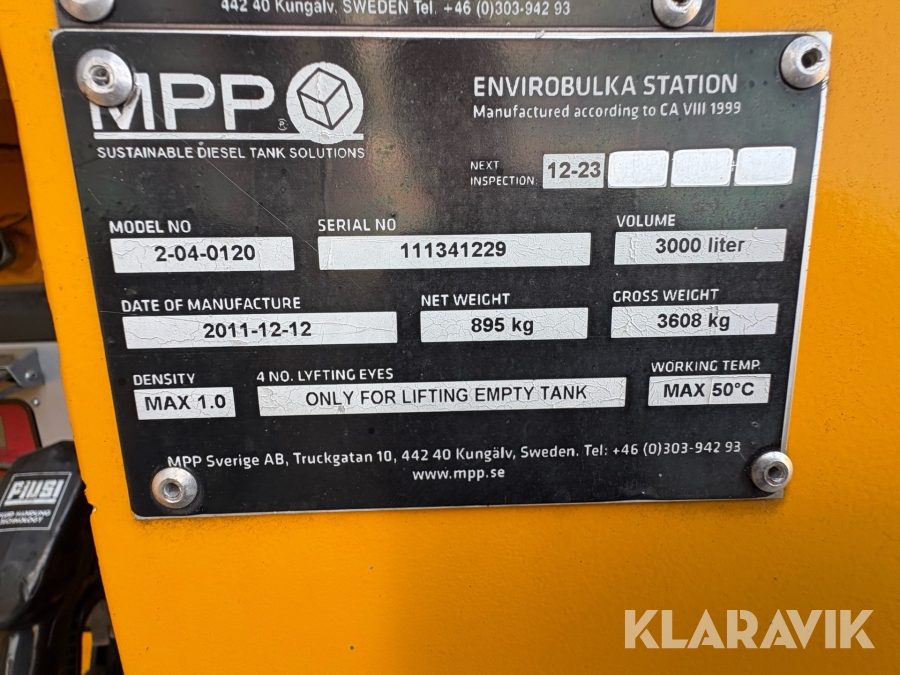 442 40 Kungälv, SWEDEN Tel. +46 (0)303-942 93
MPP®
SUSTAINABLE DIESEL TANK SOLUTIONS
ENVIROBULKA STATION
Manufactured according to CA VIII 1999
NEXT
INSPECTION: 12-23
MODEL NO
2-04-0120
SERIAL NO
111341229
VOLUME
3000 liter
DATE OF MANUFACTURE
2011-12-12
NET WEIGHT
895 kg
GROSS WEIGHT
3608 kg
DENSITY
MAX 1.0
4 NO. LYFTING EYES
ONLY FOR LIFTING EMPTY TANK
WORKING TEMP.
MAX 50°C
MPP Sverige AB, Truckgatan 10, 442 40 Kungälv, Sweden. Tel: +46 (0)303-942 93
www.mpp.se
PIUSI
KLARAVIK